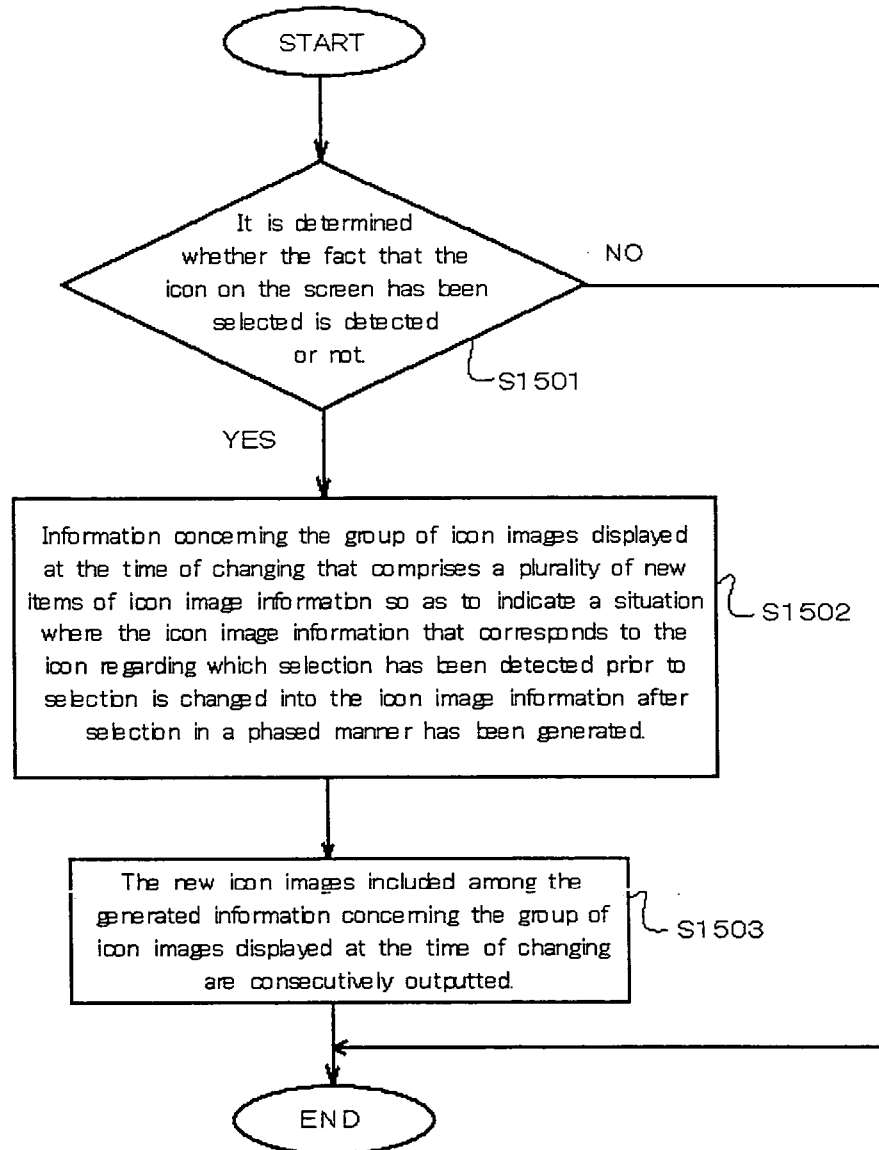 START
It is determined
whether the fact that the
icon on the screen has been
selected is detected
or not.
NO
S1501
YES
Information concerning the group of icon images displayed
at the time of changing that comprises a plurality of new
items of icon image information so as to indicate a situation
where the icon image information that corresponds to the
icon regarding which selection has been detected prior to
selection is changed into the icon image information after
selection in a phased manner has been generated.
S1502
The new icon images included among the
generated information concerning the group of
icon images displayed at the time of changing
are consecutively outputted.
S1503
END